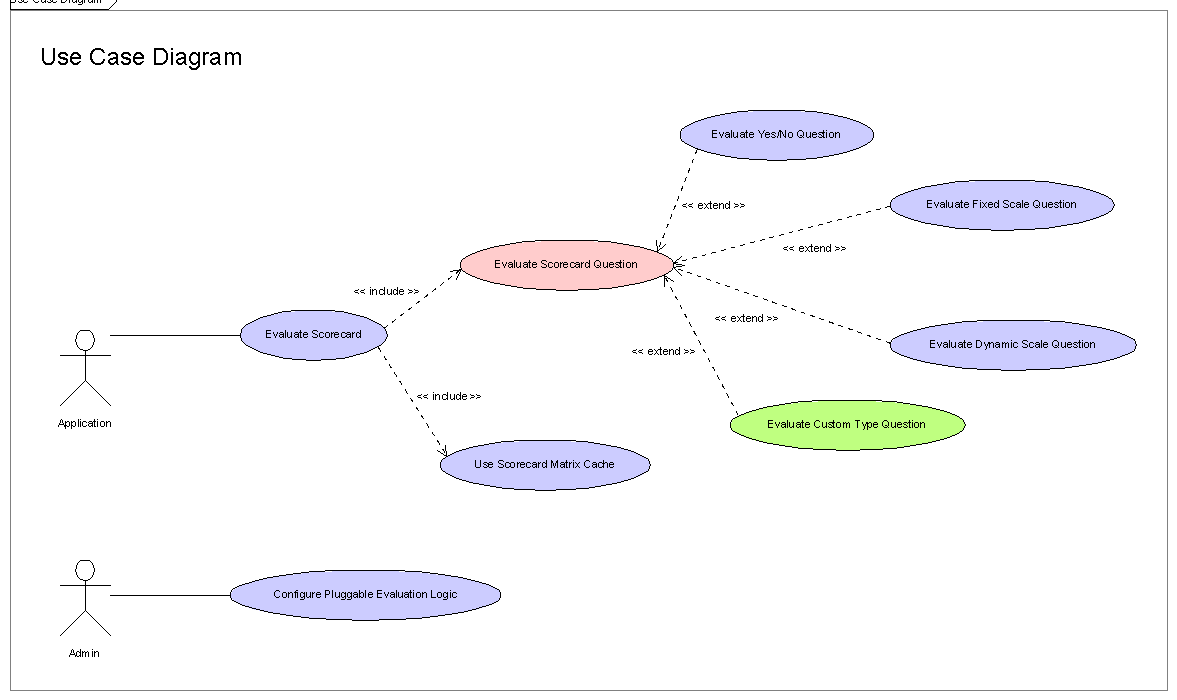 Use Case Diagram
Use Case Diagram
Evaluate Yes/No Question
<< extend >>
Evaluate Fixed Scale Question
<< extend >>
Evaluate Scorecard Question
<< include >>
<< extend >>
Evaluate Scorecard
Evaluate Dynamic Scale Question
<< extend >>
<< include >>
Application
Evaluate Custom Type Question
Use Scorecard Matrix Cache
Configure Pluggable Evaluation Logic
Admin